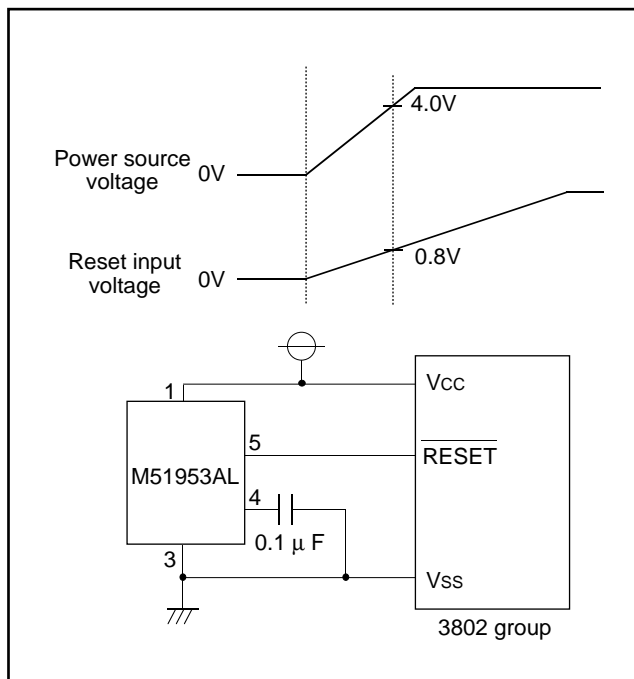 4.0V
Power source
voltage
0V
0.8V
Reset input
voltage
0V
1
VCC
5
RESET
M51953AL
4
0.1 μ F
3
VSS
3802 group